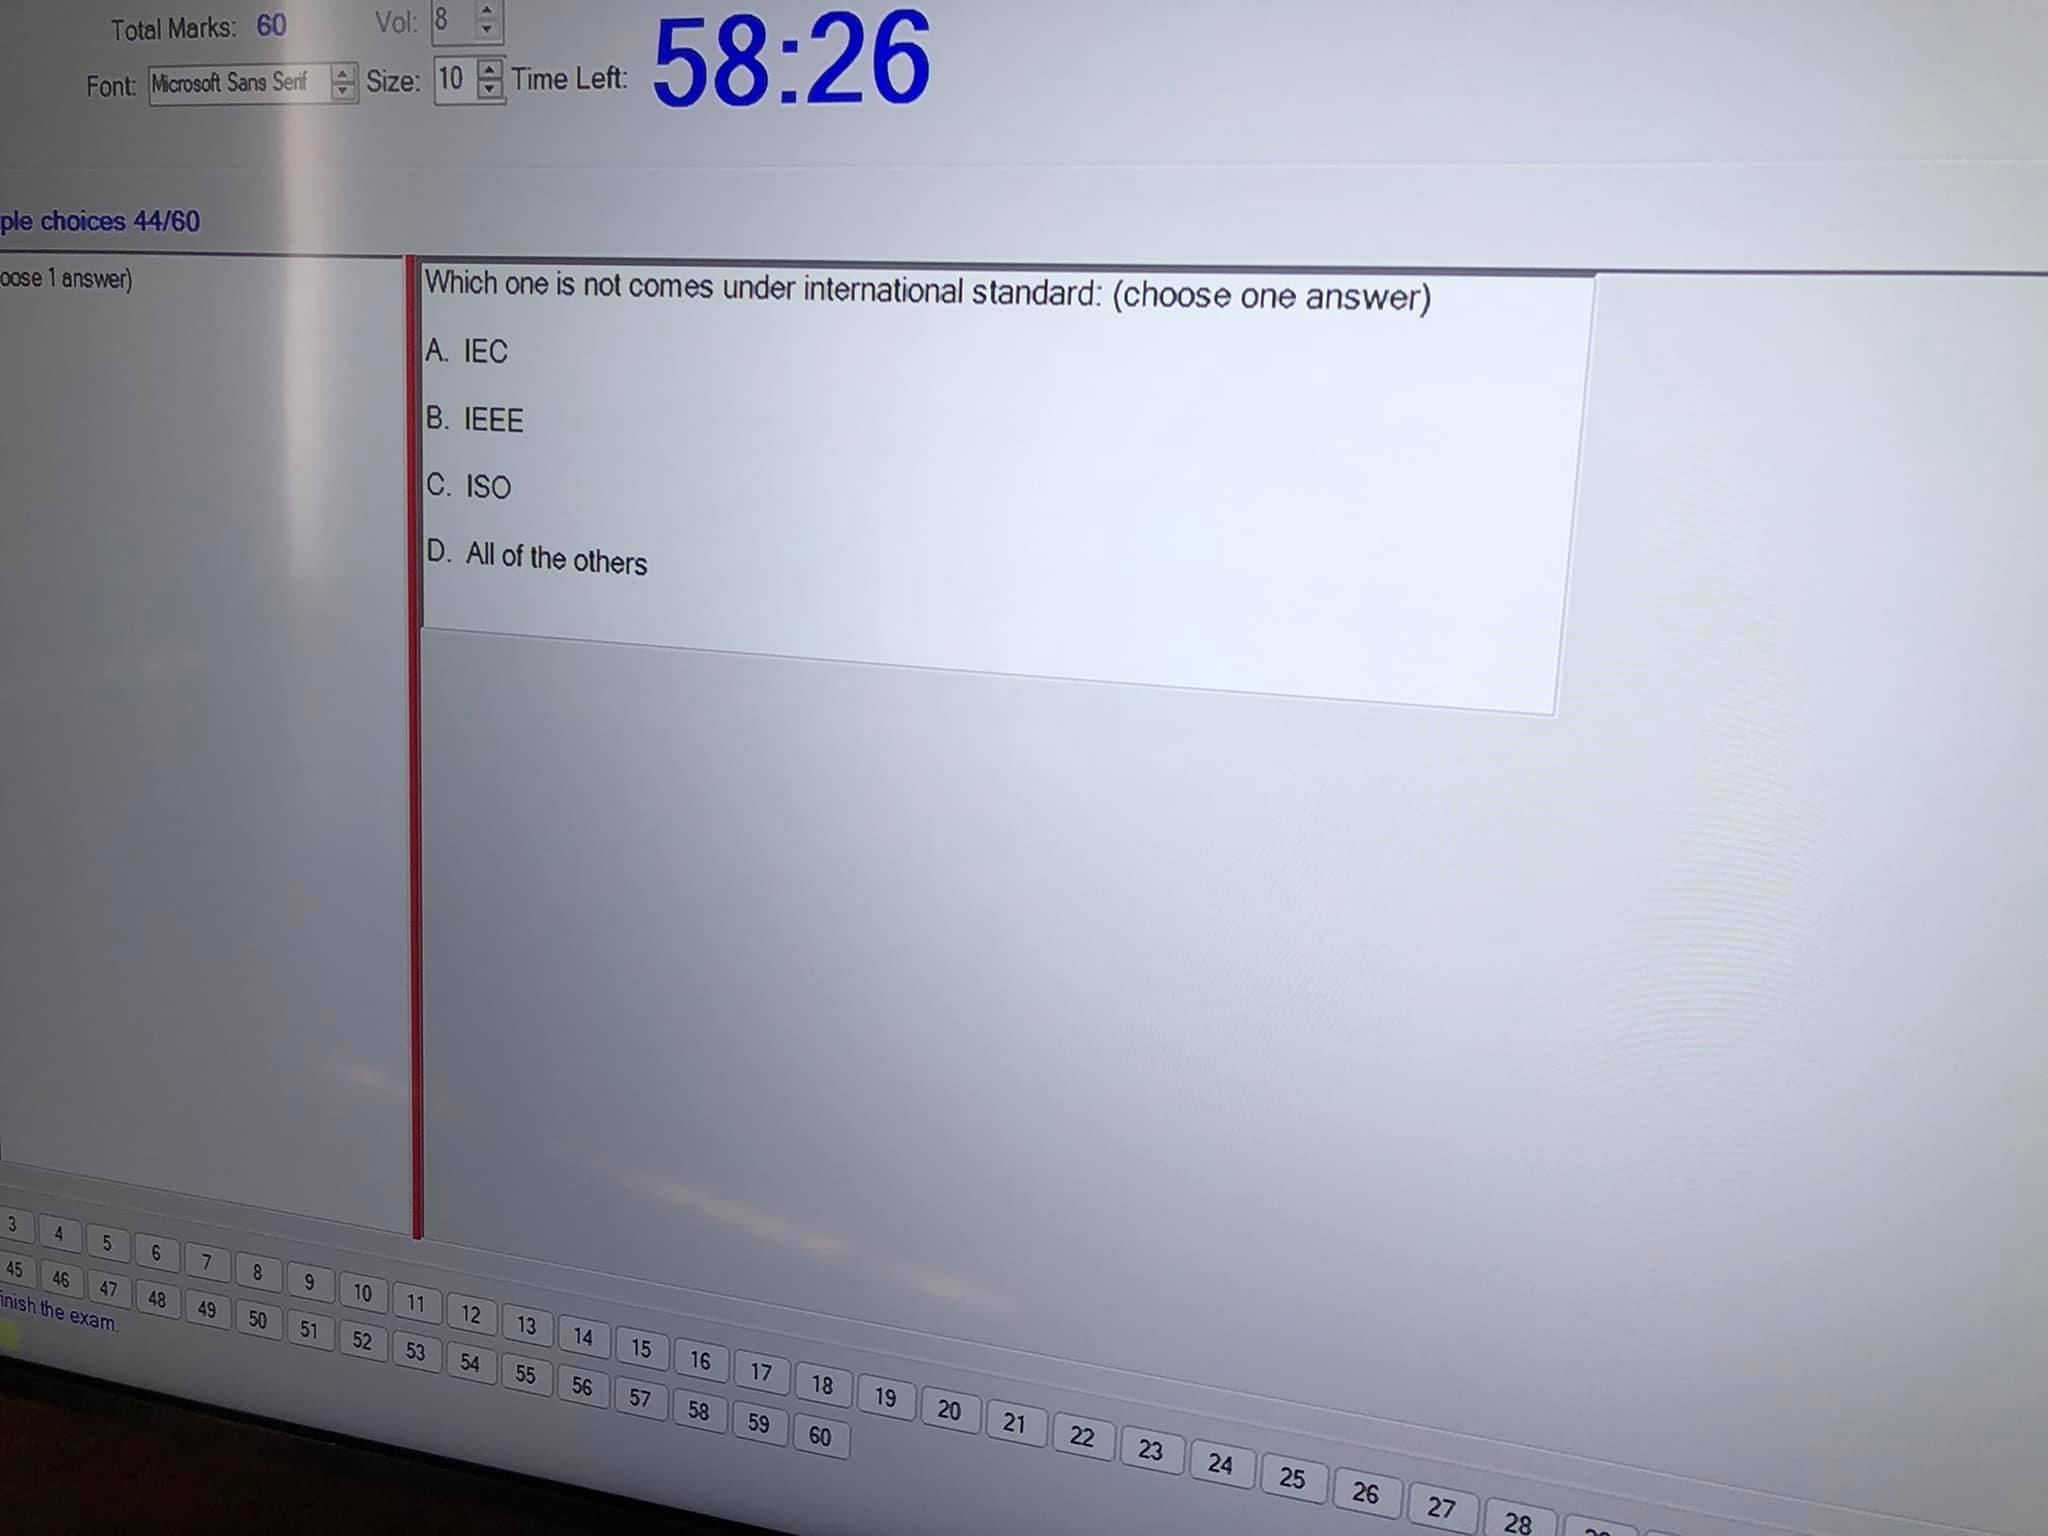 Total Marks: 60 Vol: 8
Font: Microsoft Sans Serif Size: 10 Time Left: 58:26
ple choices 44/60
oose 1 answer)
Which one is not comes under international standard: (choose one answer)
A. IEC
B. IEEE
C. ISO
D. All of the others
3 4 5 6 7 8 9 10 11 12 13 14 15 16 17 18 19 20 21 22 23 24 25 26 27 28
45 46 47 48 49 50 51 52 53 54 55 56 57 58 59 60
inish the exam.